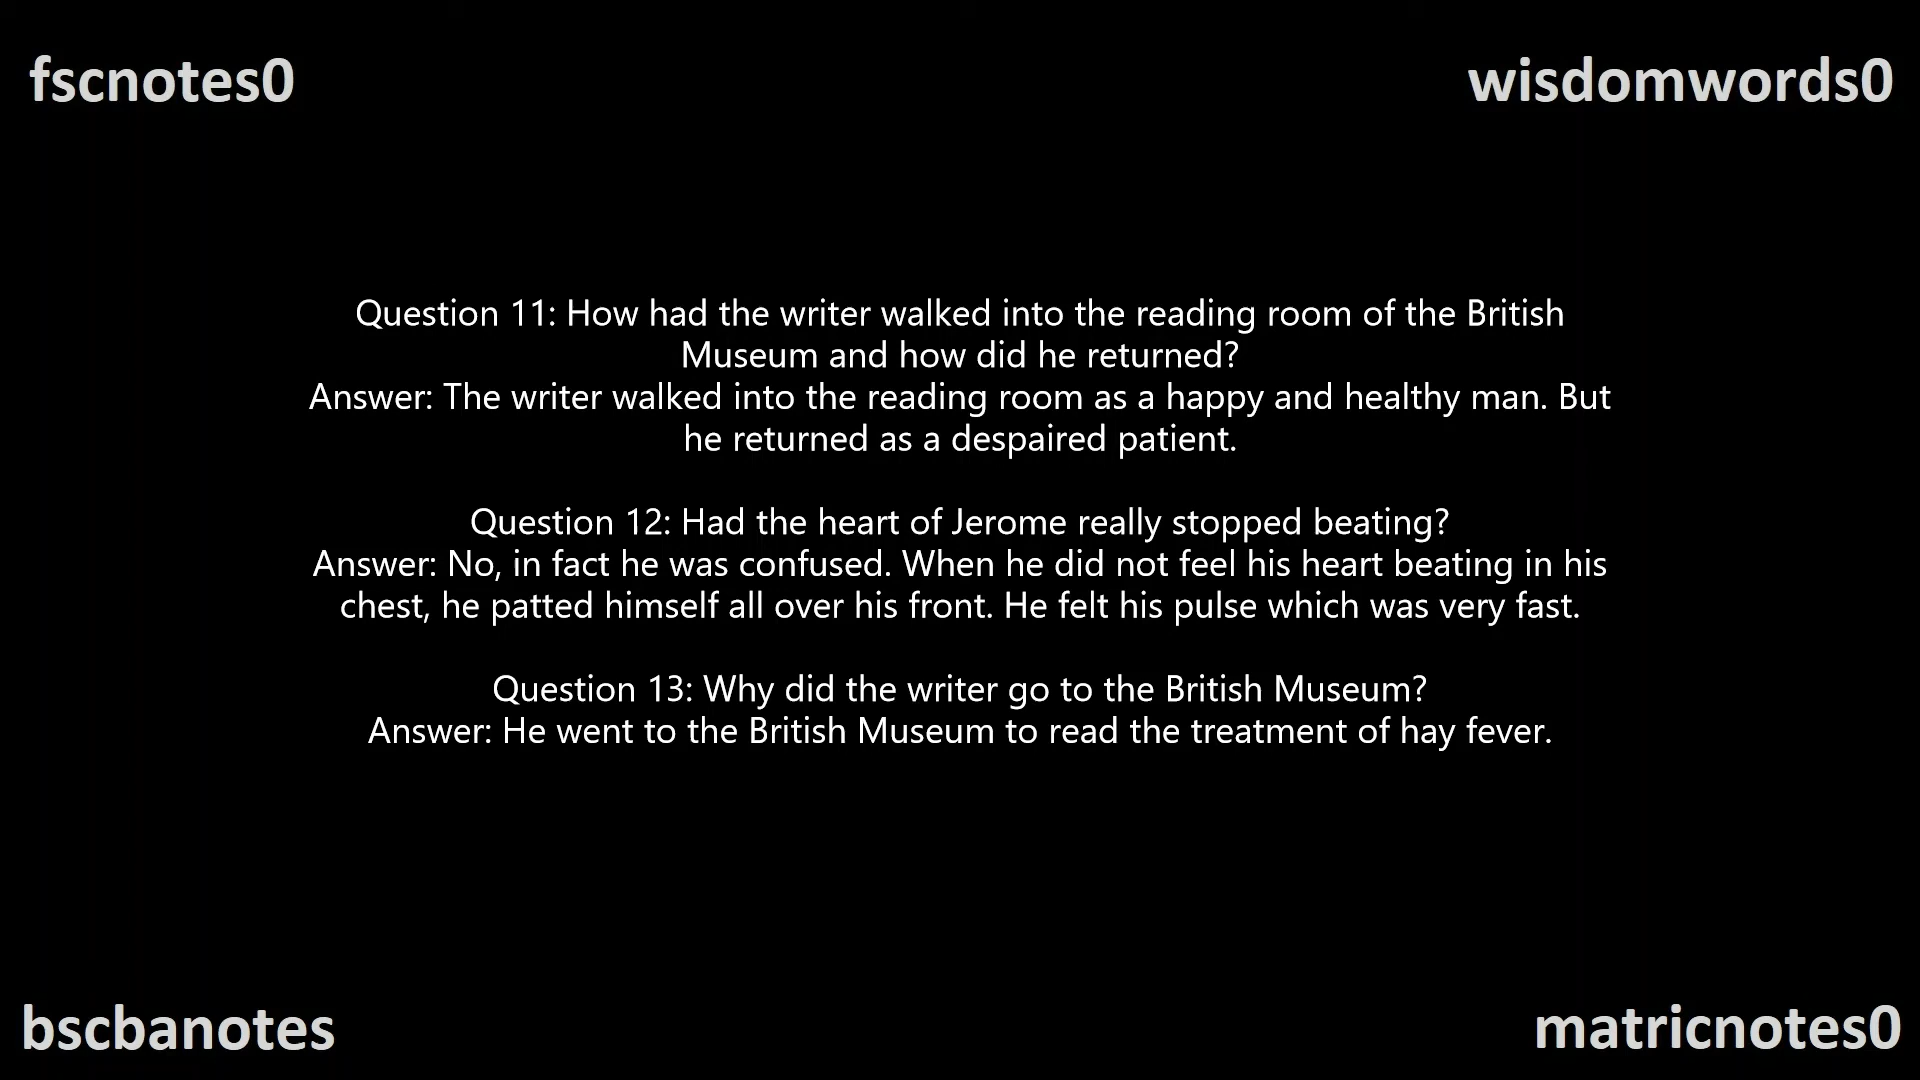 fscnotes0
wisdomwords0
Question 11: How had the writer walked into the reading room of the British
Museum and how did he returned?
Answer: The writer walked into the reading room as a happy and healthy man. But
he returned as a despaired patient.
Question 12: Had the heart of Jerome really stopped beating?
Answer: No, in fact he was confused. When he did not feel his heart beating in his
chest, he patted himself all over his front. He felt his pulse which was very fast.
Question 13: Why did the writer go to the British Museum?
Answer: He went to the British Museum to read the treatment of hay fever.
bscbanotes
matricnotes0